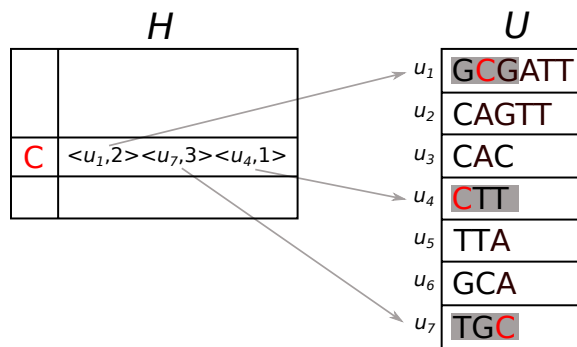 H U
u1 GCGATT
u2 CAGTT
u3 CAC
C <u1,2><u7,3><u4,1>
u4 CTT
u5 TTA
u6 GCA
u7 TGC